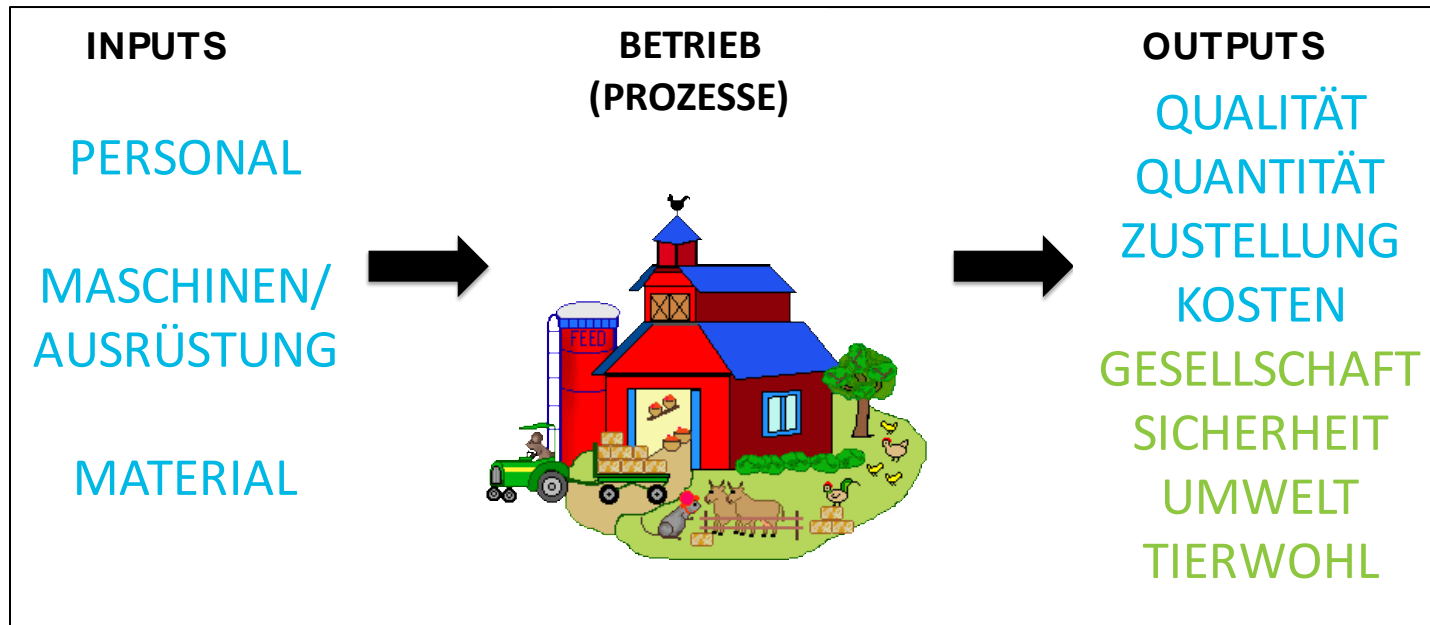 INPUTS
PERSONAL
MASCHINEN/
AUSRÜSTUNG
MATERIAL
BETRIEB
(PROZESSE)
FEED
OUTPUTS
QUALITÄT
QUANTITÄT
ZUSTELLUNG
KOSTEN
GESELLSCHAFT
SICHERHEIT
UMWELT
TIERWOHL